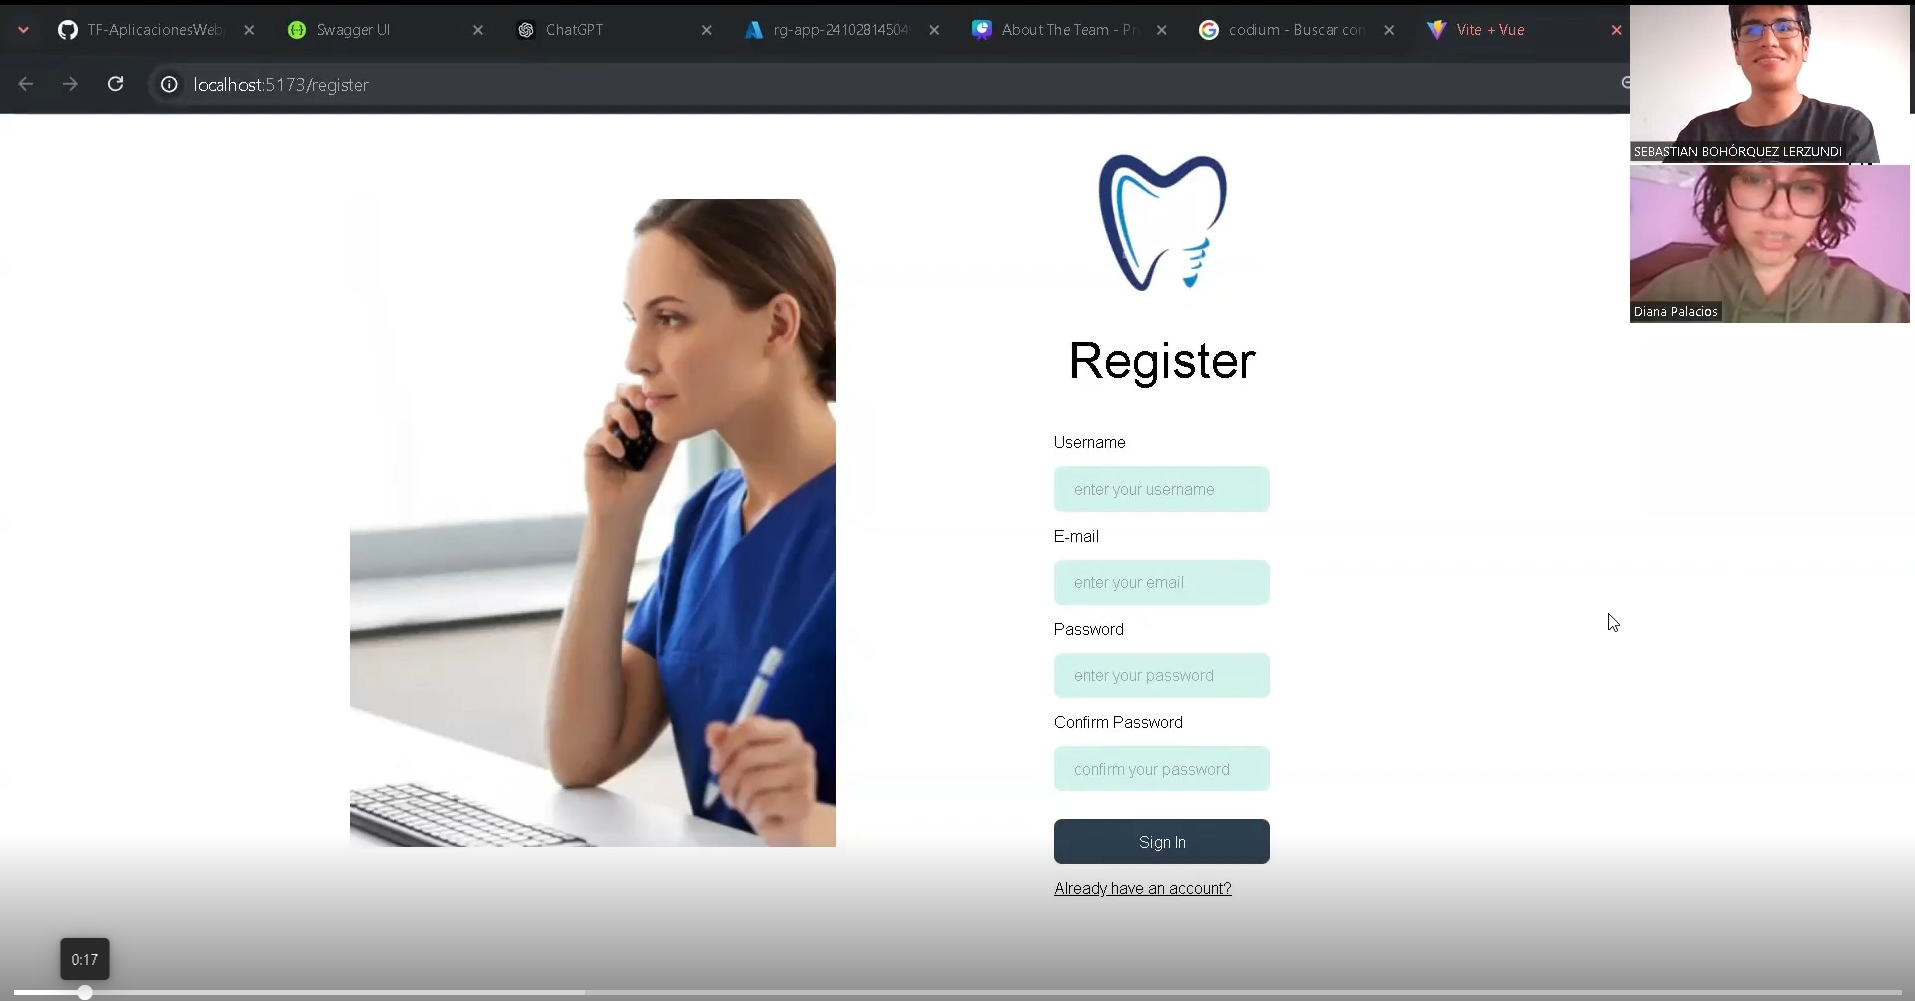 TF-AplicacionesWeb
Swagger UI
ChatGPT
rg-app-2410281450
About The Team - Pr
codium - Buscar con
Vite + Vue
localhost:5173/register
SEBASTIAN BOHÓRQUEZ LERZUNDI
Diana Palacios
Register
Username
enter your username
E-mail
enter your email
Password
enter your password
Confirm Password
confirm your password
Sign In
Already have an account?
0:17